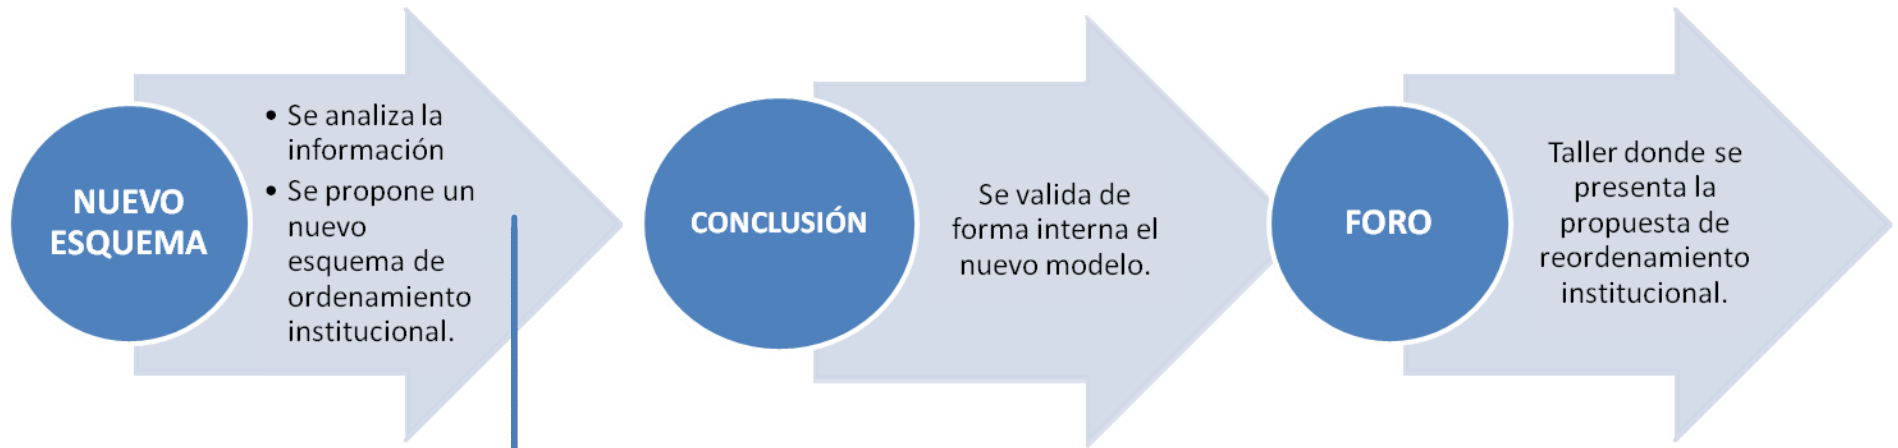 NUEVO
ESQUEMA
• Se analiza la
información
• Se propone un
nuevo
esquema de
ordenamiento
institucional.
CONCLUSIÓN
Se valida de
forma interna el
nuevo modelo.
FORO
Taller donde se
presenta la
propuesta de
reordenamiento
institucional.